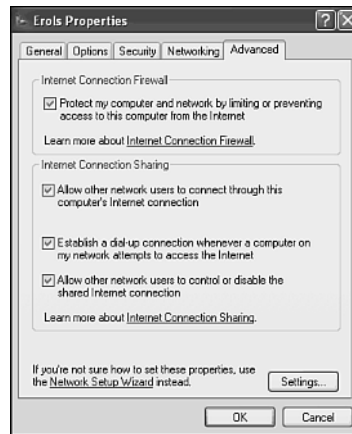 Erols Properties
General Options Security Networking Advanced
Internet Connection Firewall
Protect my computer and network by limiting or preventing
access to this computer from the Internet
Learn more about Internet Connection Firewall.
Internet Connection Sharing
Allow other network users to connect through this
computer's Internet connection
Establish a dial-up connection whenever a computer on
my network attempts to access the Internet
Allow other network users to control or disable the
shared Internet connection
Learn more about Internet Connection Sharing.
If you're not sure how to set these properties, use
the Network Setup Wizard instead.
Settings...
OK Cancel